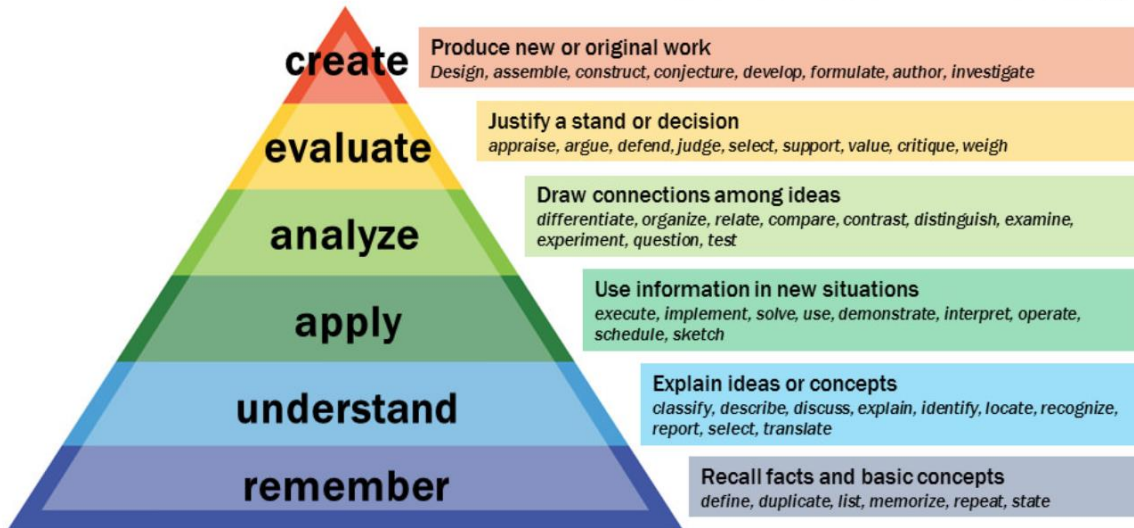 create
Produce new or original work
Design, assemble, construct, conjecture, develop, formulate, author, investigate
evaluate
Justify a stand or decision
appraise, argue, defend, judge, select, support, value, critique, weigh
analyze
Draw connections among ideas
differentiate, organize, relate, compare, contrast, distinguish, examine,
experiment, question, test
apply
Use information in new situations
execute, implement, solve, use, demonstrate, interpret, operate,
schedule, sketch
understand
Explain ideas or concepts
classify, describe, discuss, explain, identify, locate, recognize,
report, select, translate
remember
Recall facts and basic concepts
define, duplicate, list, memorize, repeat, state